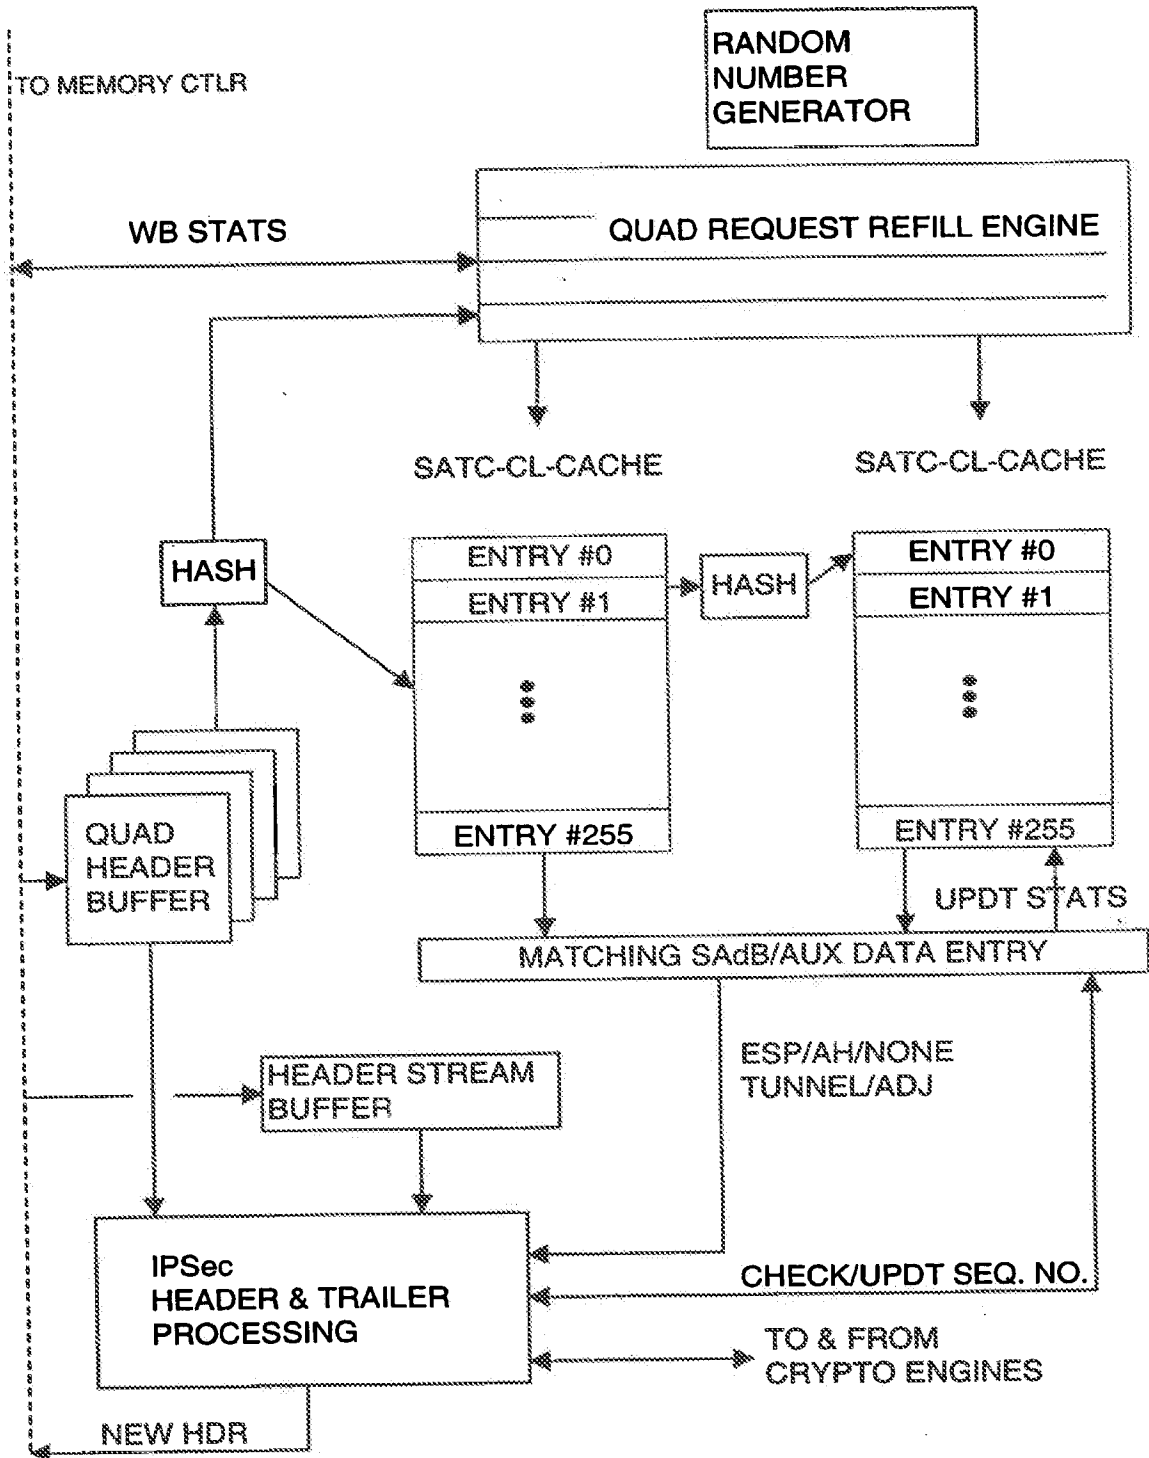 RANDOM
NUMBER
GENERATOR
TO MEMORY CTLR
WB STATS
QUAD REQUEST REFILL ENGINE
SATC-CL-CACHE
SATC-CL-CACHE
HASH
ENTRY #0
ENTRY #1
ENTRY #255
HASH
ENTRY #0
ENTRY #1
ENTRY #255
QUAD
HEADER
BUFFER
UPDT STATS
MATCHING SAdB/AUX DATA ENTRY
ESP/AH/NONE
TUNNEL/ADJ
HEADER STREAM
BUFFER
IPSec
HEADER & TRAILER
PROCESSING
CHECK/UPDT SEQ. NO.
TO & FROM
CRYPTO ENGINES
NEW HDR